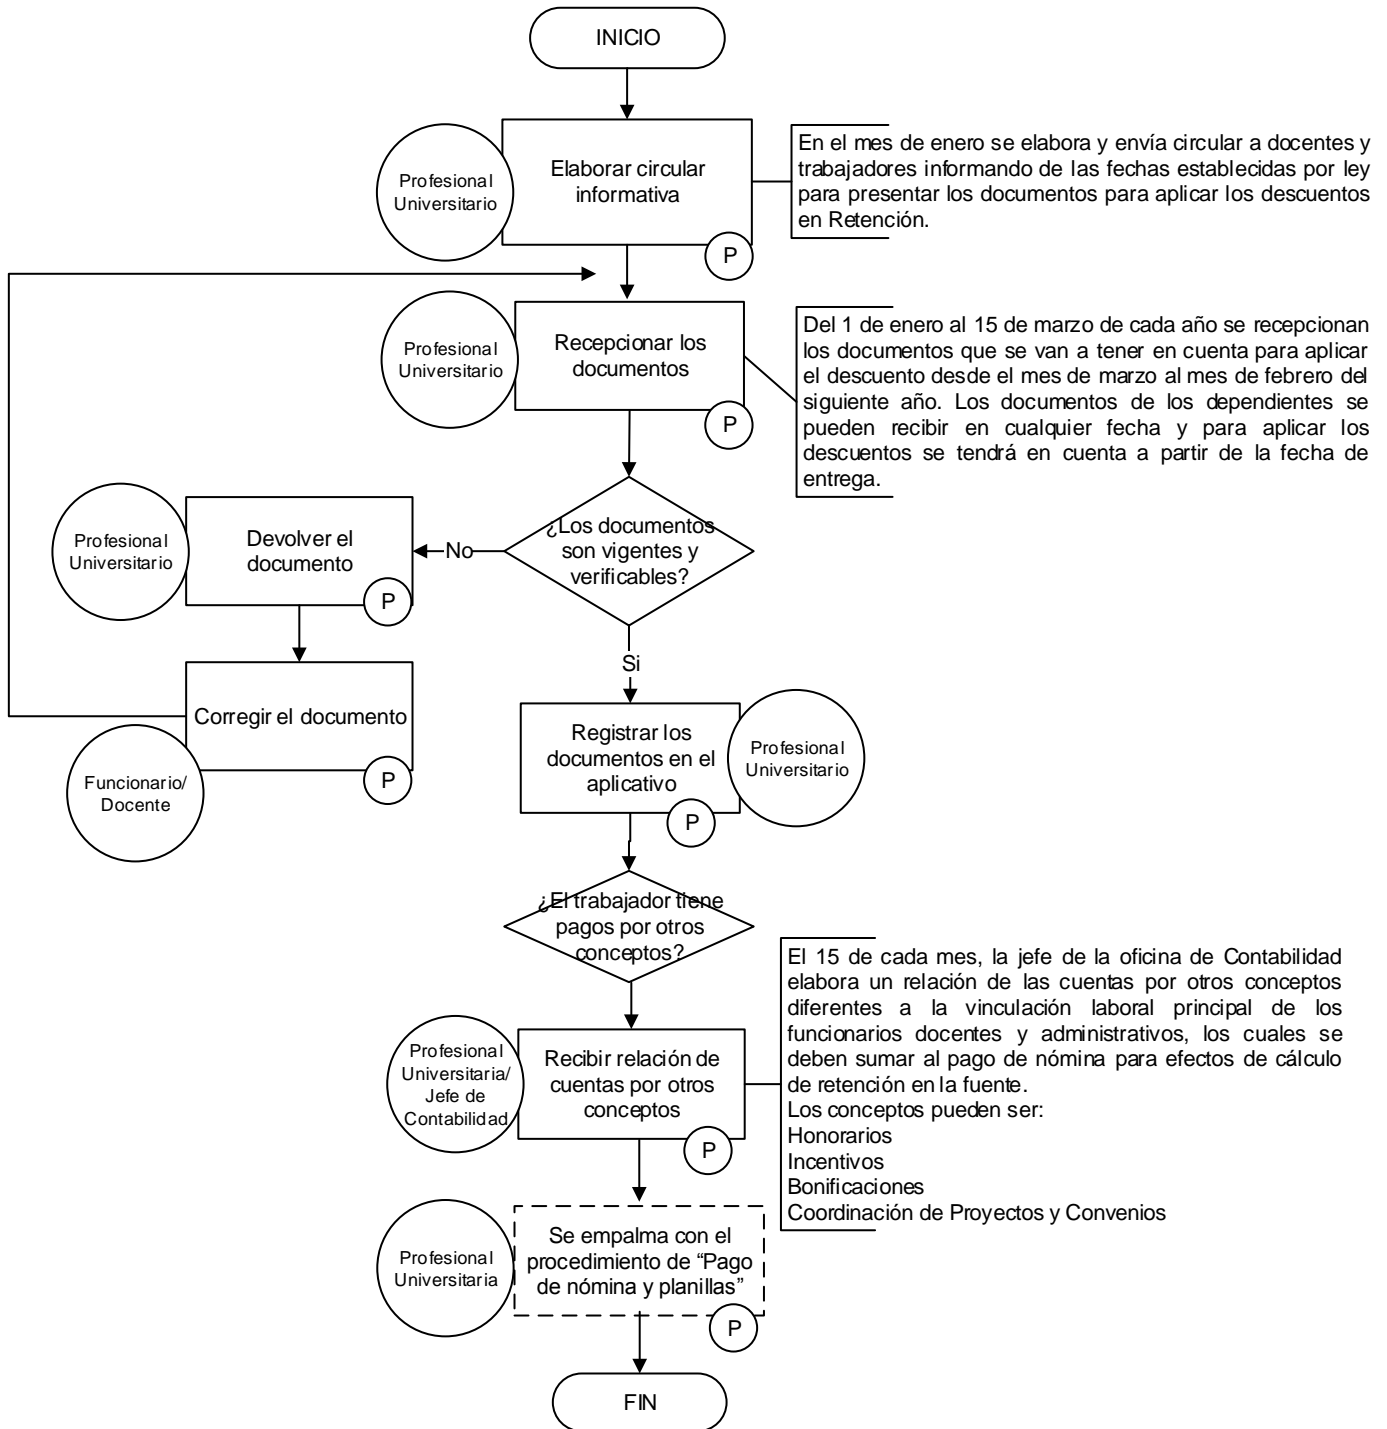 INICIO
Profesional
Universitario
Elaborar circular
informativa
P
En el mes de enero se elabora y envía circular a docentes y
trabajadores informando de las fechas establecidas por ley
para presentar los documentos para aplicar los descuentos
en Retención.
Profesional
Universitario
Recepcionar los
documentos
P
Del 1 de enero al 15 de marzo de cada año se recepcionan
los documentos que se van a tener en cuenta para aplicar
el descuento desde el mes de marzo al mes de febrero del
siguiente año. Los documentos de los dependientes se
pueden recibir en cualquier fecha y para aplicar los
descuentos se tendrá en cuenta a partir de la fecha de
entrega.
¿Los documentos
son vigentes y
verificables?
No
Profesional
Universitario
Devolver el
documento
P
Corregir el documento
Funcionario/
Docente
P
Si
Registrar los
documentos en el
aplicativo
P
Profesional
Universitario
¿El trabajador tiene
pagos por otros
conceptos?
Profesional
Universitaria/
Jefe de
Contabilidad
Recibir relación de
cuentas por otros
conceptos
P
El 15 de cada mes, la jefe de la oficina de Contabilidad
elabora un relación de las cuentas por otros conceptos
diferentes a la vinculación laboral principal de los
funcionarios docentes y administrativos, los cuales se
deben sumar al pago de nómina para efectos de cálculo
de retención en la fuente.
Los conceptos pueden ser:
Honorarios
Incentivos
Bonificaciones
Coordinación de Proyectos y Convenios
Profesional
Universitaria
Se empalma con el
procedimiento de “Pago
de nómina y planillas”
P
FIN